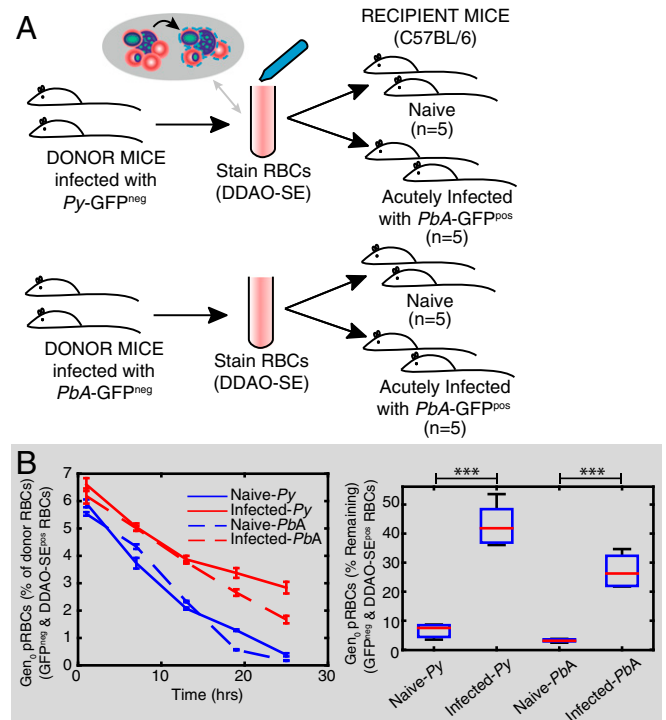 A
RECIPIENT MICE
(C57BL/6)
Naive
(n=5)
DONOR MICE
infected with
Py-GFPneg
Stain RBCs
(DDAO-SE)
Acutely Infected
with PbA-GFPpos
(n=5)
Naive
(n=5)
DONOR MICE
infected with
PbA-GFPneg
Stain RBCs
(DDAO-SE)
Acutely Infected
with PbA-GFPpos
(n=5)
B
Gen0 pRBCs (% of donor RBCs)
(GFPneg & DDAO-SEpos RBCs)
7
6
5
4
3
2
1
0
0 10 20 30
Time (hrs)
Naive-Py
Infected-Py
Naive-PbA
Infected-PbA
Gen0 pRBCs (% Remaining)
(GFPneg & DDAO-SEpos RBCs)
50
40
30
20
10
0
*** ***
Naive-Py
Infected-Py
Naive-PbA
Infected-PbA